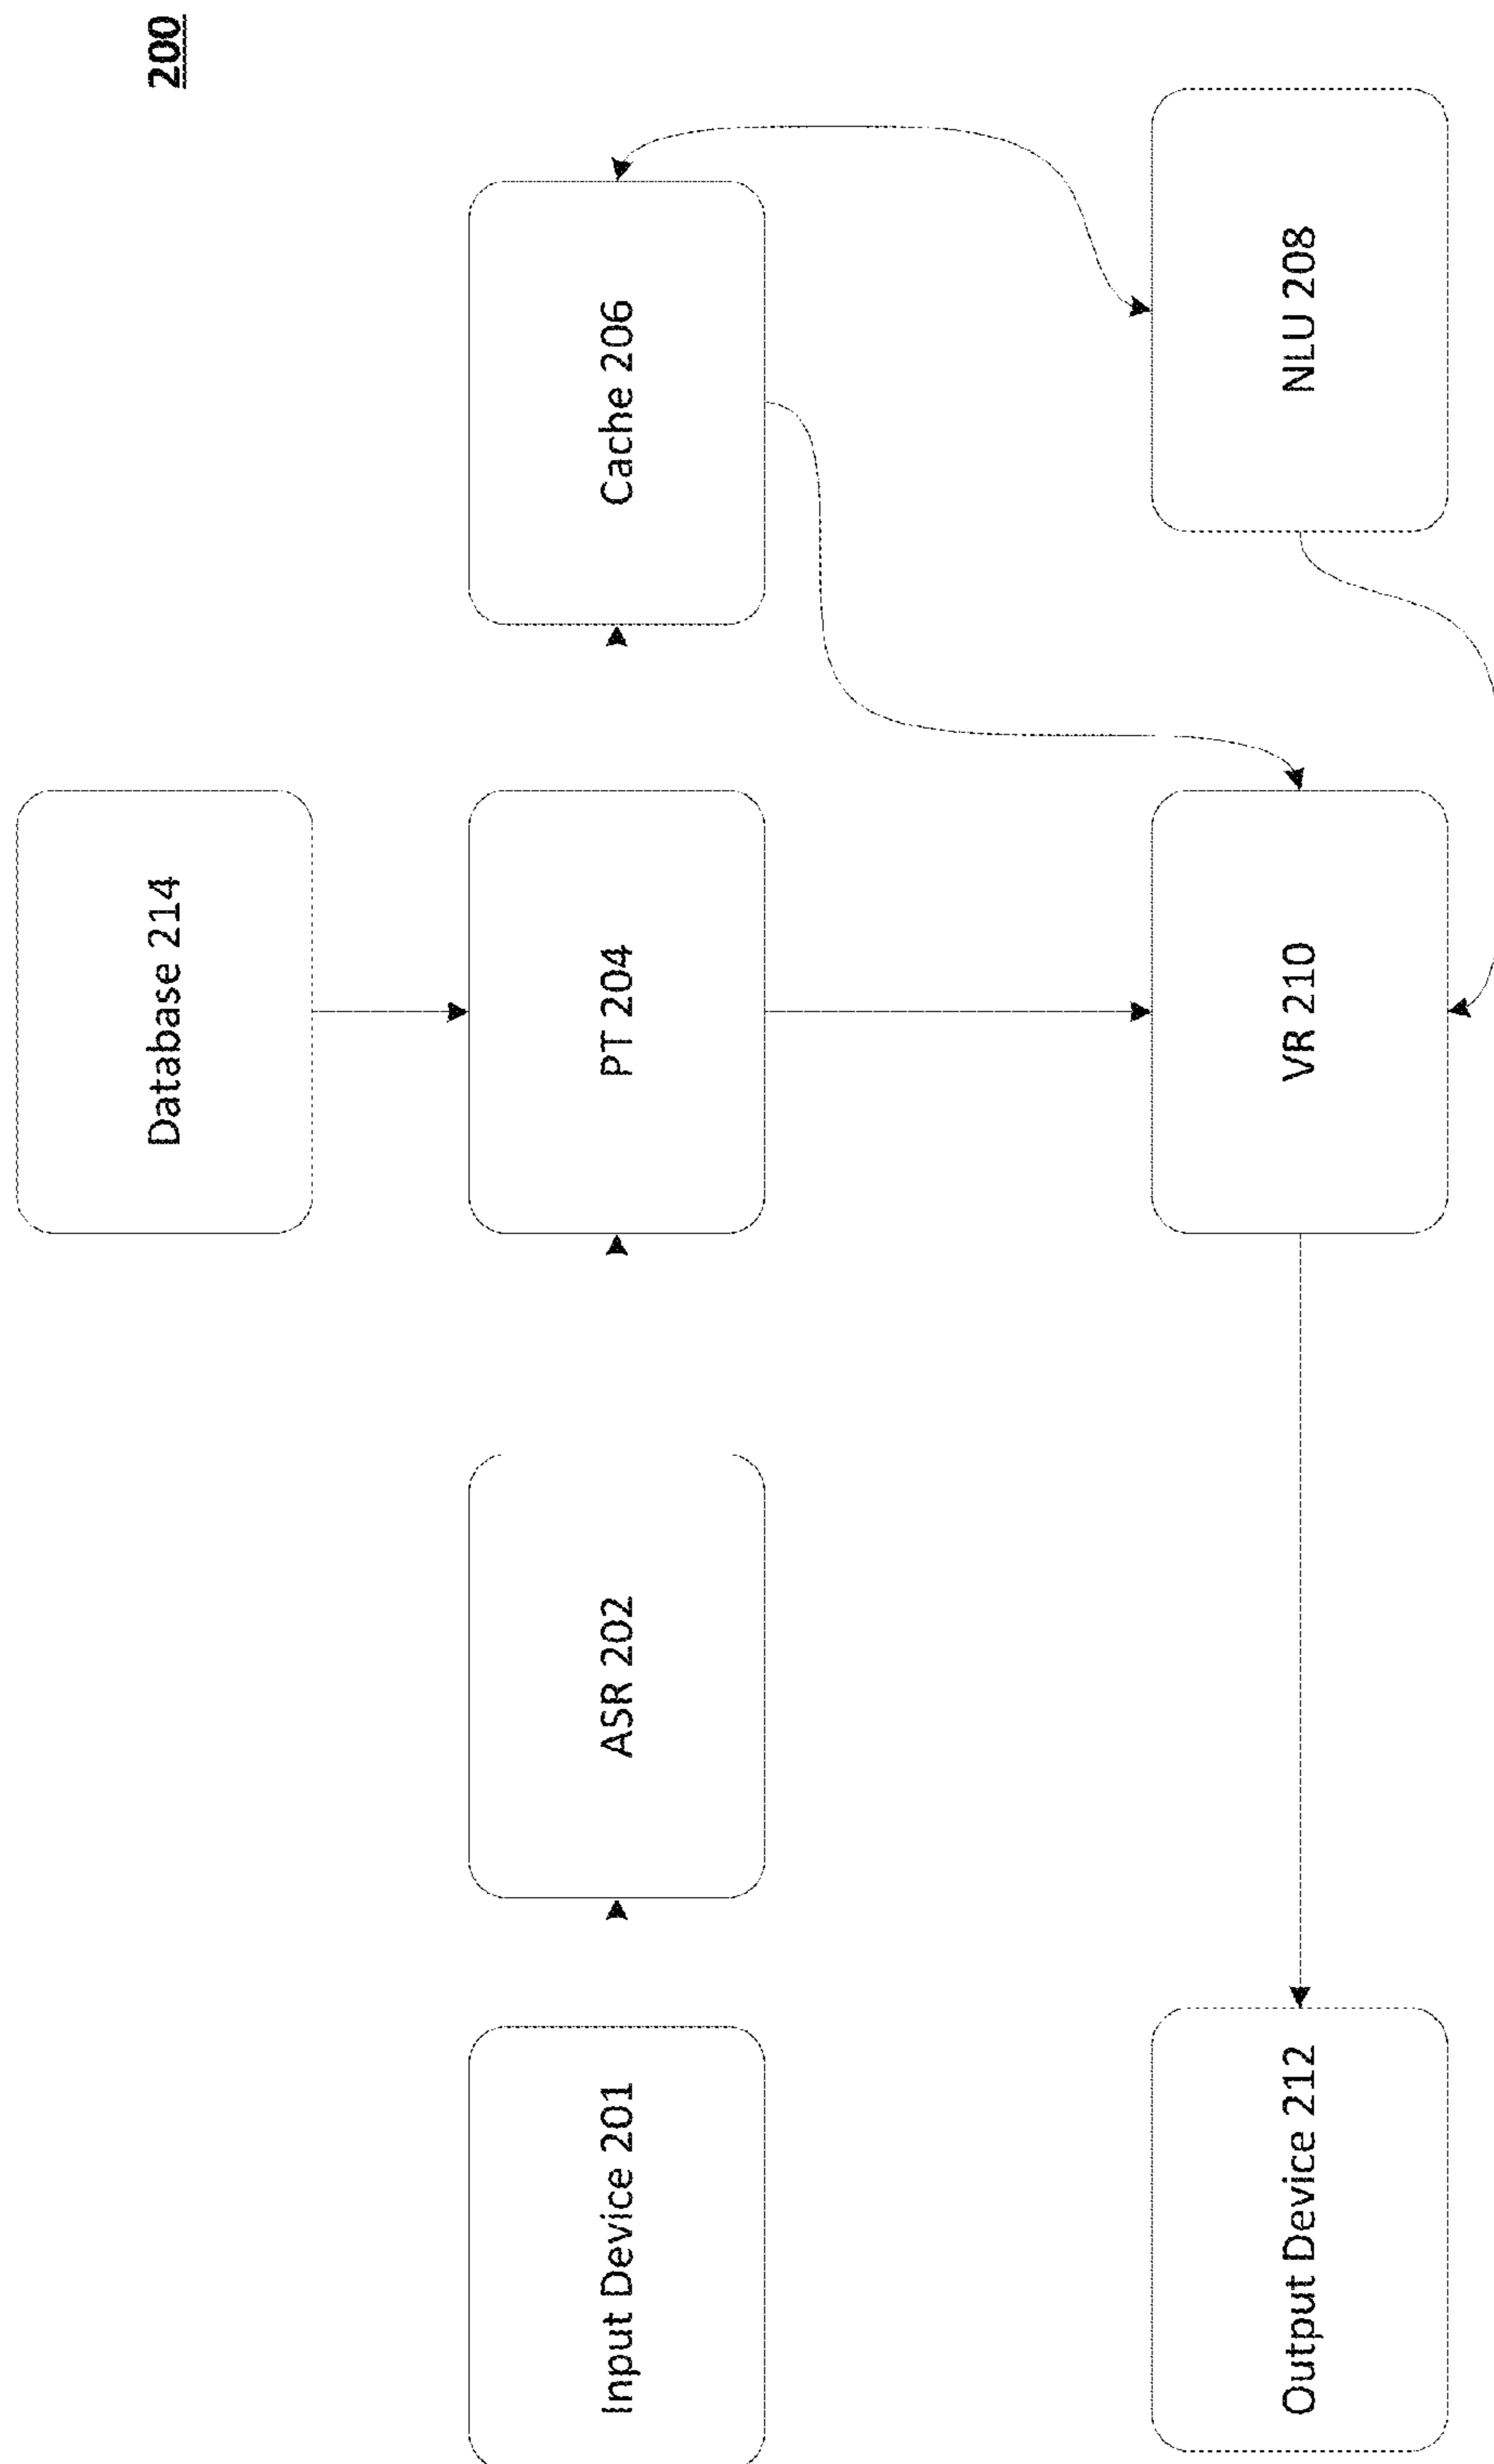 200
Database 214
Input Device 201
ASR 202
PT 204
Cache 206
Output Device 212
VR 210
NLU 208